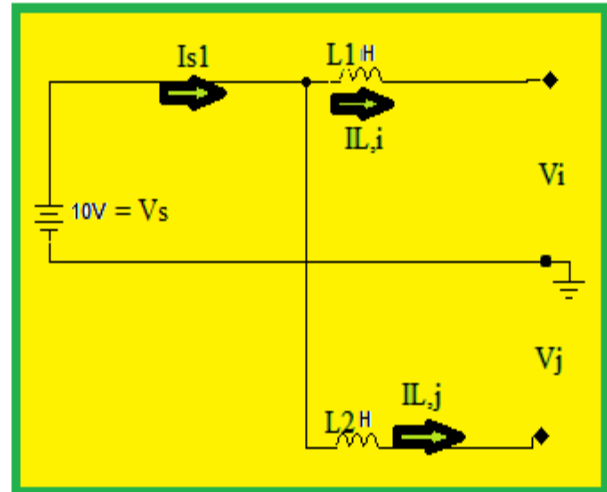 Is1
L1 H
IL,i
Vi
10V = Vs
Vj
IL,j
L2 H